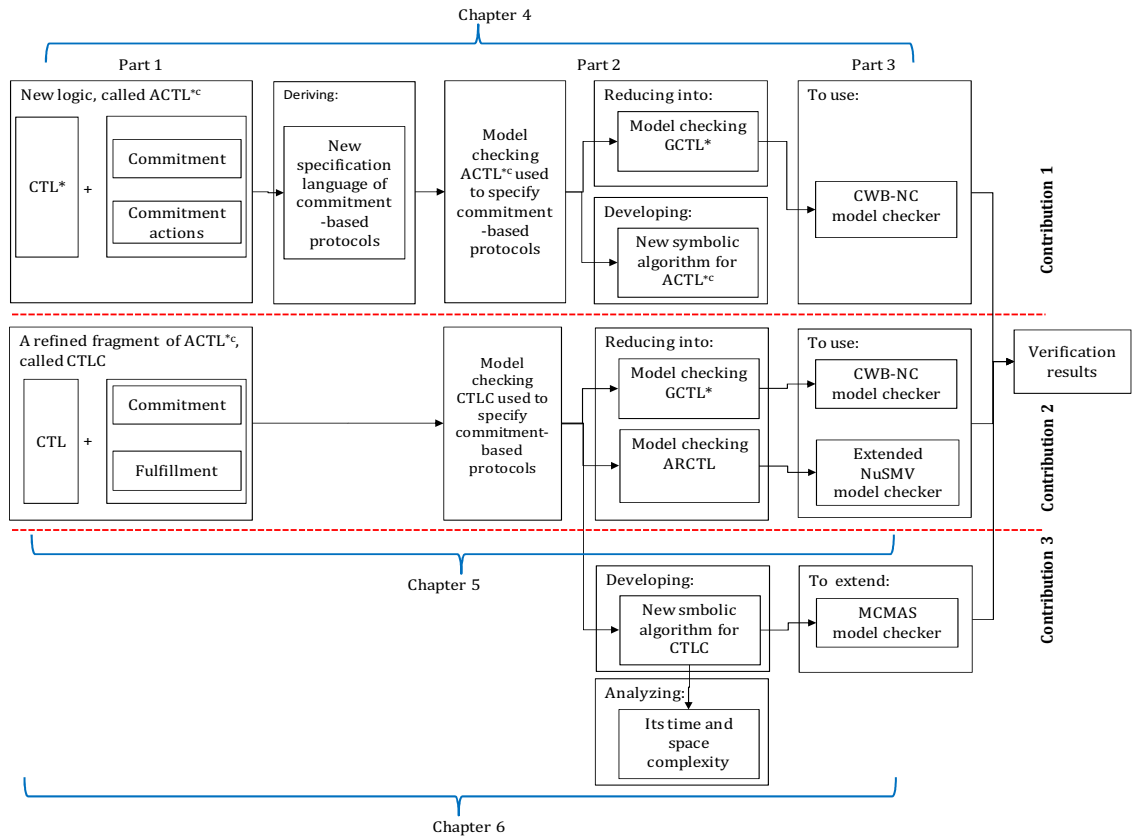 Chapter 4
Part 1
Part 2
Part 3
New logic, called ACTL*c
CTL*
+
Commitment
Commitment
actions
Deriving:
New
specification
language of
commitment
-based
protocols
Model
checking
ACTL*c used
to specify
commitment
-based
protocols
Reducing into:
Model checking
GCTL*
Developing:
New symbolic
algorithm for
ACTL*c
To use:
CWB-NC
model checker
Contribution 1
A refined fragment of ACTL*c,
called CTLC
CTL
+
Commitment
Fulfillment
Model
checking
CTLC used to
specify
commitment-
based
protocols
Reducing into:
Model checking
GCTL*
Model checking
ARCTL
To use:
CWB-NC
model checker
Extended
NuSMV
model checker
Contribution 2
Verification
results
Chapter 5
Developing:
New smbolic
algorithm for
CTLC
To extend:
MCMAS
model checker
Contribution 3
Analyzing:
Its time and
space
complexity
Chapter 6